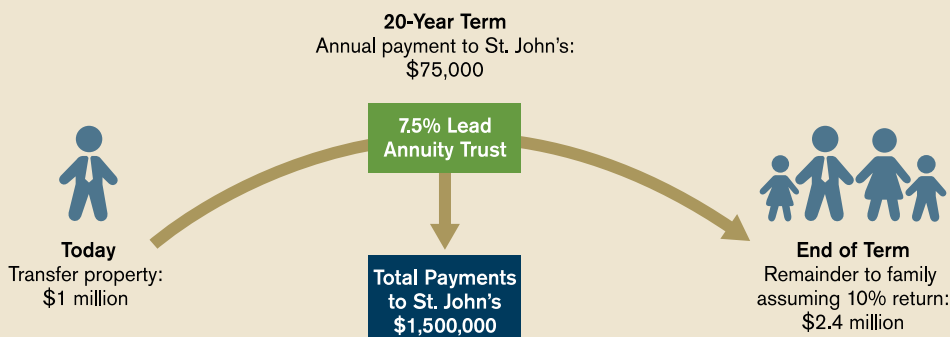 20-Year Term
Annual payment to St. John's:
$75,000
7.5% Lead
Annuity Trust
Today
Transfer property:
$1 million
Total Payments
to St. John's
$1,500,000
End of Term
Remainder to family
assuming 10% return:
$2.4 million